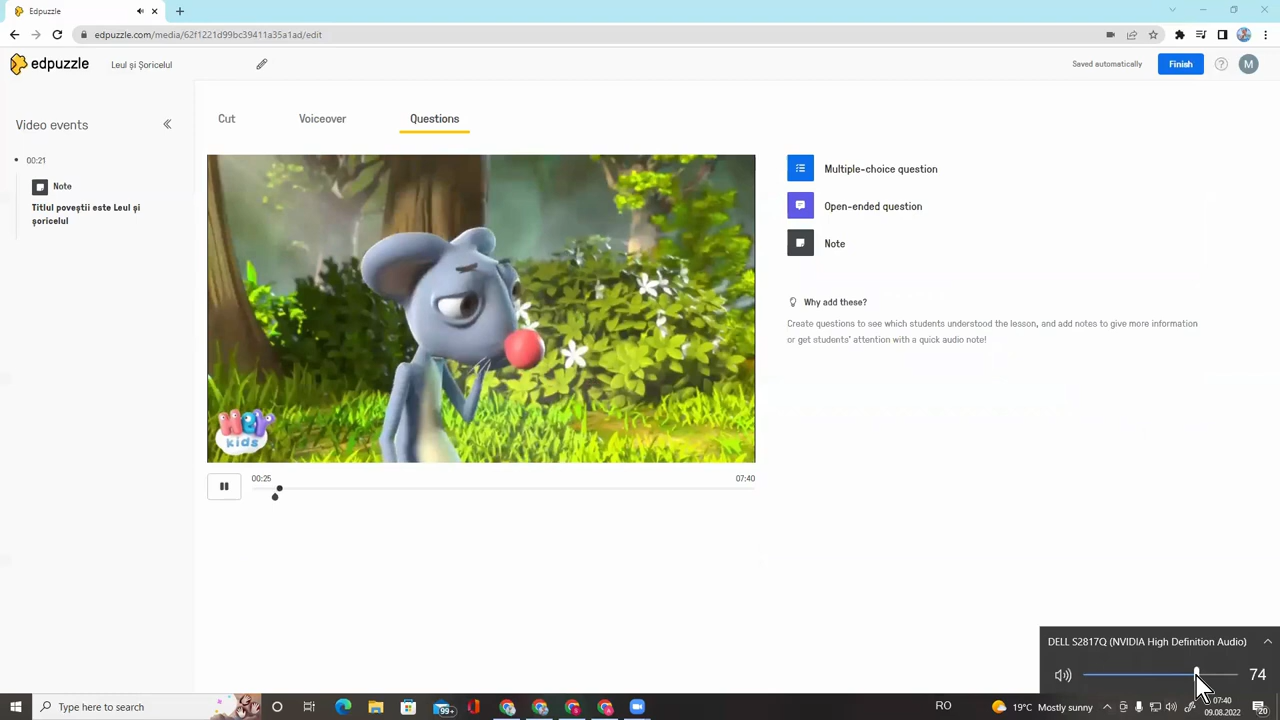 Edpuzzle
edpuzzle.com/media/62f1221d99bc39411a35a1ad/edit
edpuzzle
Leul și Șoricelul
Saved automatically
Finish
?
M
Video events
Cut
Voiceover
Questions
00:21
Note
Titlul poveștii este Leul și
șoricelul
Hey
kids
00:25
07:40
Multiple-choice question
Open-ended question
Note
Why add these?
Create questions to see which students understood the lesson, and add notes to give more information
or get students' attention with a quick audio note!
DELL S2817Q (NVIDIA High Definition Audio)
74
Type here to search
99+
RO
19°C Mostly sunny
07:40
09.08.2022
20